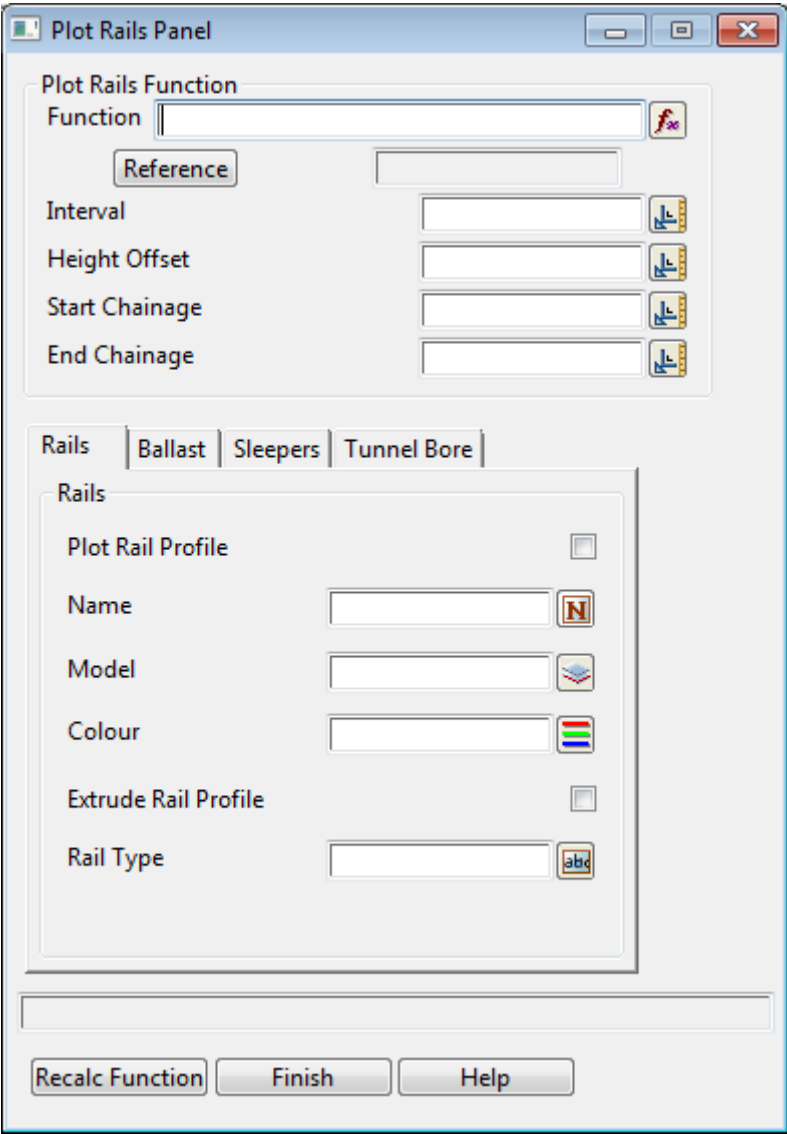 Plot Rails Panel
Plot Rails Function
Function
Reference
Interval
Height Offset
Start Chainage
End Chainage
Rails Ballast Sleepers Tunnel Bore
Rails
Plot Rail Profile
Name N
Model
Colour
Extrude Rail Profile
Rail Type abc
Recalc Function Finish Help